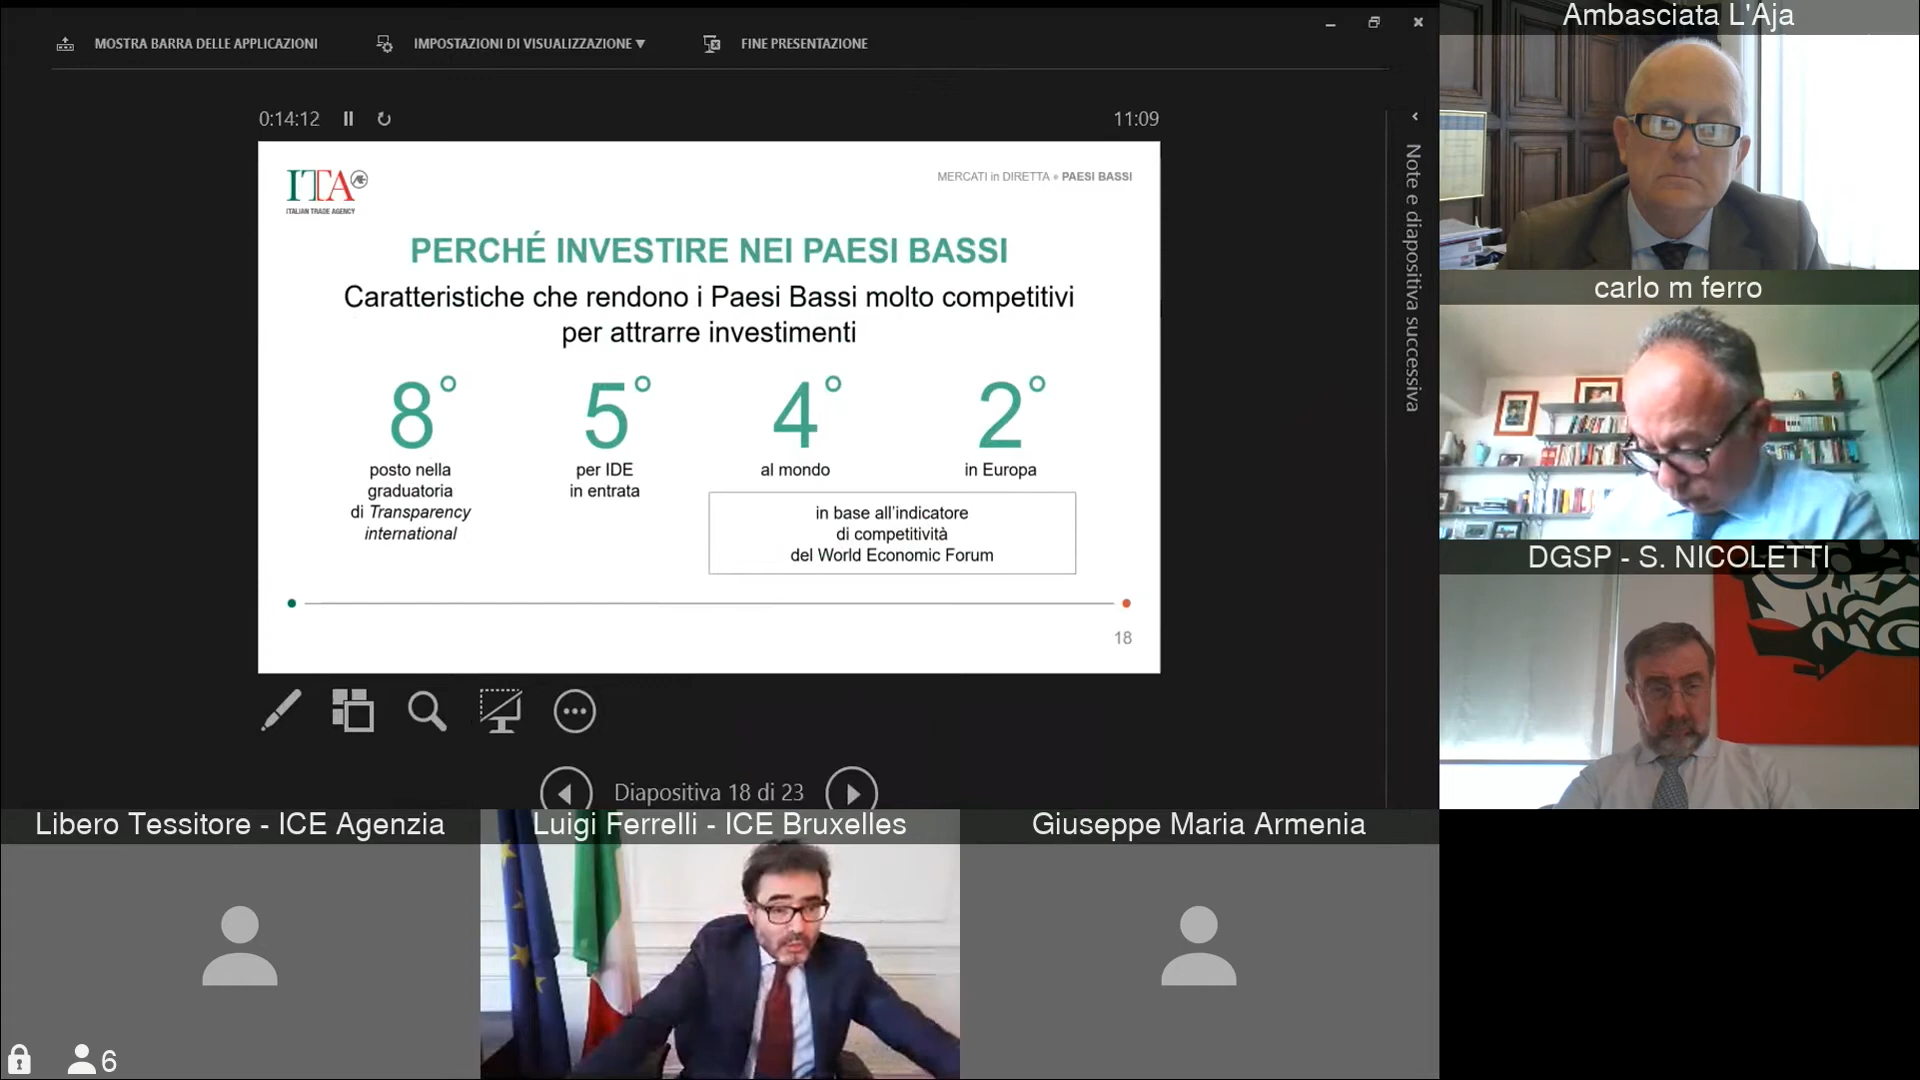 MOSTRA BARRA DELLE APPLICAZIONI
IMPOSTAZIONI DI VISUALIZZAZIONE ▼
FINE PRESENTAZIONE
0:14:12
11:09
ITA
ITALIAN TRADE AGENCY
MERCATI in DIRETTA • PAESI BASSI
PERCHÉ INVESTIRE NEI PAESI BASSI
Caratteristiche che rendono i Paesi Bassi molto competitivi
per attrarre investimenti
8°
posto nella
graduatoria
di Transparency
international
5°
per IDE
in entrata
4°
al mondo
2°
in Europa
in base all'indicatore
di competitività
del World Economic Forum
18
Diapositiva 18 di 23
Note e diapositiva successiva
Ambasciata L'Aja
carlo m ferro
DGSP - S. NICOLETTI
Libero Tessitore - ICE Agenzia
Luigi Ferrelli - ICE Bruxelles
Giuseppe Maria Armenia
6